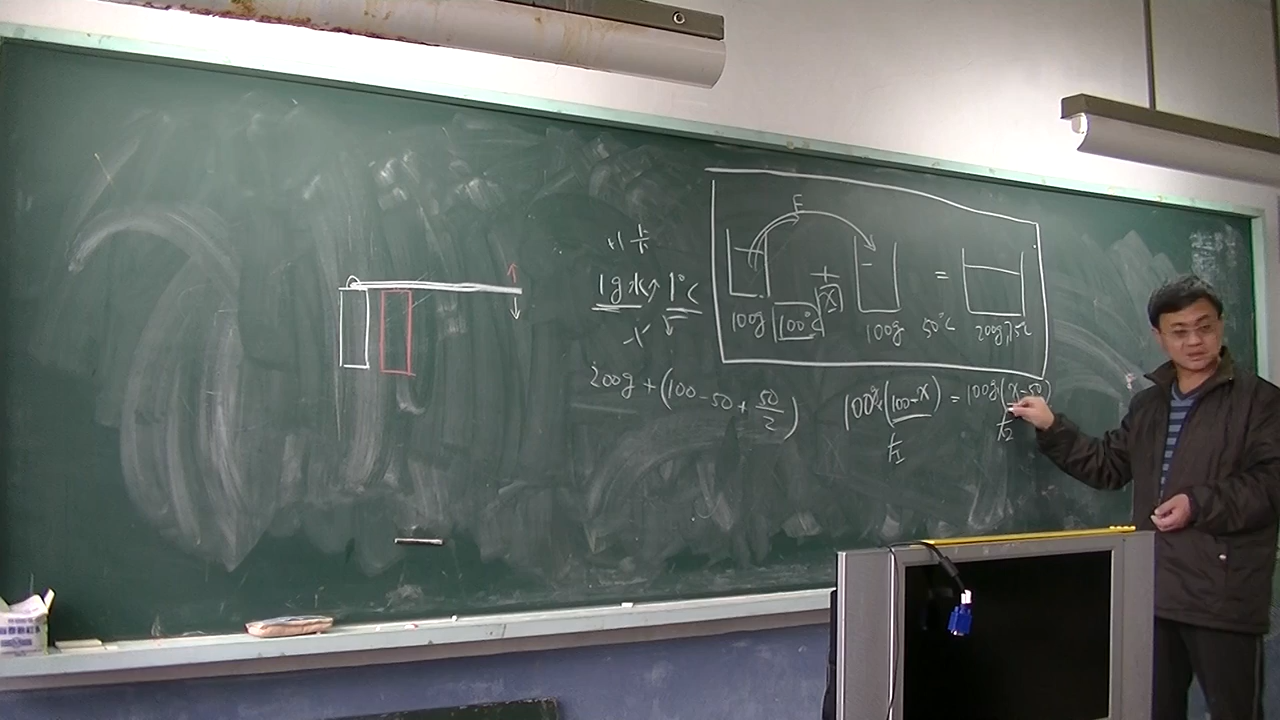 E
+
=
100g 100°C X 100g 50°C 200g 75℃
+1卡
1g水↗1°C
200g + (100-50+50/2)
100g (100-X) = 100g (X-50)